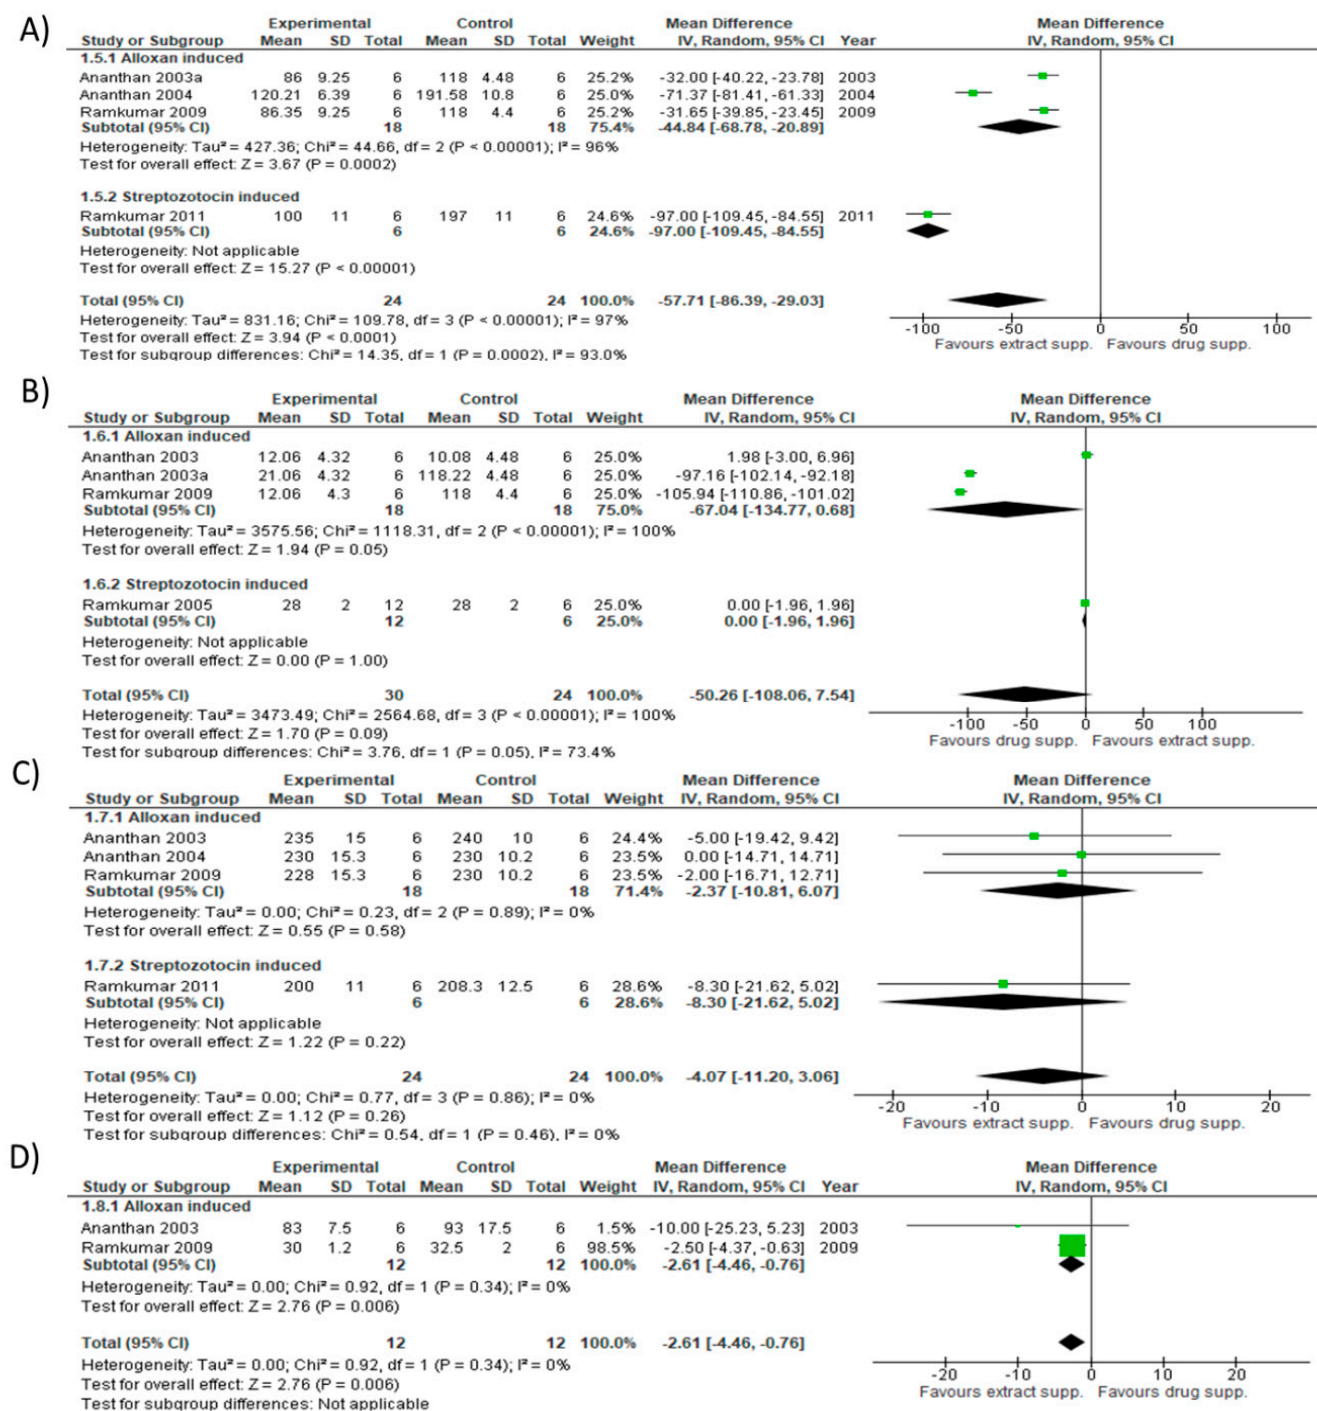 A)
Experimental Control Mean Difference Mean Difference
Study or Subgroup Mean SD Total Mean SD Total Weight IV, Random, 95% CI Year IV, Random, 95% CI
1.5.1 Alloxan induced
Ananthan 2003a 86 9.25 6 118 4.48 6 25.2% -32.00 [-40.22, -23.78] 2003
Ananthan 2004 120.21 6.39 6 191.58 10.8 6 25.0% -71.37 [-81.41, -61.33] 2004
Ramkumar 2009 86.35 9.25 6 118 4.4 6 25.2% -31.65 [-39.85, -23.45] 2009
Subtotal (95% CI) 18 18 75.4% -44.84 [-68.78, -20.89]
Heterogeneity: Tau² = 427.36; Chi² = 44.66, df = 2 (P < 0.00001); I² = 96%
Test for overall effect: Z = 3.67 (P = 0.0002)
1.5.2 Streptozotocin induced
Ramkumar 2011 100 11 6 197 11 6 24.6% -97.00 [-109.45, -84.55] 2011
Subtotal (95% CI) 6 6 24.6% -97.00 [-109.45, -84.55]
Heterogeneity: Not applicable
Test for overall effect: Z = 15.27 (P < 0.00001)
Total (95% CI) 24 24 100.0% -57.71 [-86.39, -29.03]
Heterogeneity: Tau² = 831.16; Chi² = 109.78, df = 3 (P < 0.00001); I² = 97%
Test for overall effect: Z = 3.94 (P < 0.0001)
Test for subgroup differences: Chi² = 14.35, df = 1 (P = 0.0002), I² = 93.0%
-100 -50 0 50 100
Favours extract supp. Favours drug supp.
B)
Experimental Control Mean Difference Mean Difference
Study or Subgroup Mean SD Total Mean SD Total Weight IV, Random, 95% CI IV, Random, 95% CI
1.6.1 Alloxan induced
Ananthan 2003 12.06 4.32 6 10.08 4.48 6 25.0% 1.98 [-3.00, 6.96]
Ananthan 2003a 21.06 4.32 6 118.22 4.48 6 25.0% -97.16 [-102.14, -92.18]
Ramkumar 2009 12.06 4.3 6 118 4.4 6 25.0% -105.94 [-110.86, -101.02]
Subtotal (95% CI) 18 18 75.0% -67.04 [-134.77, 0.68]
Heterogeneity: Tau² = 3575.56; Chi² = 1118.31, df = 2 (P < 0.00001); I² = 100%
Test for overall effect: Z = 1.94 (P = 0.05)
1.6.2 Streptozotocin induced
Ramkumar 2005 28 2 12 28 2 6 25.0% 0.00 [-1.96, 1.96]
Subtotal (95% CI) 12 6 25.0% 0.00 [-1.96, 1.96]
Heterogeneity: Not applicable
Test for overall effect: Z = 0.00 (P = 1.00)
Total (95% CI) 30 24 100.0% -50.26 [-108.06, 7.54]
Heterogeneity: Tau² = 3473.49; Chi² = 2564.68, df = 3 (P < 0.00001); I² = 100%
Test for overall effect: Z = 1.70 (P = 0.09)
Test for subgroup differences: Chi² = 3.76, df = 1 (P = 0.05), I² = 73.4%
-100 -50 0 50 100
Favours drug supp. Favours extract supp.
C)
Experimental Control Mean Difference Mean Difference
Study or Subgroup Mean SD Total Mean SD Total Weight IV, Random, 95% CI IV, Random, 95% CI
1.7.1 Alloxan induced
Ananthan 2003 235 15 6 240 10 6 24.4% -5.00 [-19.42, 9.42]
Ananthan 2004 230 15.3 6 230 10.2 6 23.5% 0.00 [-14.71, 14.71]
Ramkumar 2009 228 15.3 6 230 10.2 6 23.5% -2.00 [-16.71, 12.71]
Subtotal (95% CI) 18 18 71.4% -2.37 [-10.81, 6.07]
Heterogeneity: Tau² = 0.00; Chi² = 0.23, df = 2 (P = 0.89); I² = 0%
Test for overall effect: Z = 0.55 (P = 0.58)
1.7.2 Streptozotocin induced
Ramkumar 2011 200 11 6 208.3 12.5 6 28.6% -8.30 [-21.62, 5.02]
Subtotal (95% CI) 6 6 28.6% -8.30 [-21.62, 5.02]
Heterogeneity: Not applicable
Test for overall effect: Z = 1.22 (P = 0.22)
Total (95% CI) 24 24 100.0% -4.07 [-11.20, 3.06]
Heterogeneity: Tau² = 0.00; Chi² = 0.77, df = 3 (P = 0.86); I² = 0%
Test for overall effect: Z = 1.12 (P = 0.26)
Test for subgroup differences: Chi² = 0.54, df = 1 (P = 0.46), I² = 0%
-20 -10 0 10 20
Favours extract supp. Favours drug supp.
D)
Experimental Control Mean Difference Mean Difference
Study or Subgroup Mean SD Total Mean SD Total Weight IV, Random, 95% CI Year IV, Random, 95% CI
1.8.1 Alloxan induced
Ananthan 2003 83 7.5 6 93 17.5 6 1.5% -10.00 [-25.23, 5.23] 2003
Ramkumar 2009 30 1.2 6 32.5 2 6 98.5% -2.50 [-4.37, -0.63] 2009
Subtotal (95% CI) 12 12 100.0% -2.61 [-4.46, -0.76]
Heterogeneity: Tau² = 0.00; Chi² = 0.92, df = 1 (P = 0.34); I² = 0%
Test for overall effect: Z = 2.76 (P = 0.006)
Total (95% CI) 12 12 100.0% -2.61 [-4.46, -0.76]
Heterogeneity: Tau² = 0.00; Chi² = 0.92, df = 1 (P = 0.34); I² = 0%
Test for overall effect: Z = 2.76 (P = 0.006)
Test for subgroup differences: Not applicable
-20 -10 0 10 20
Favours extract supp. Favours drug supp.